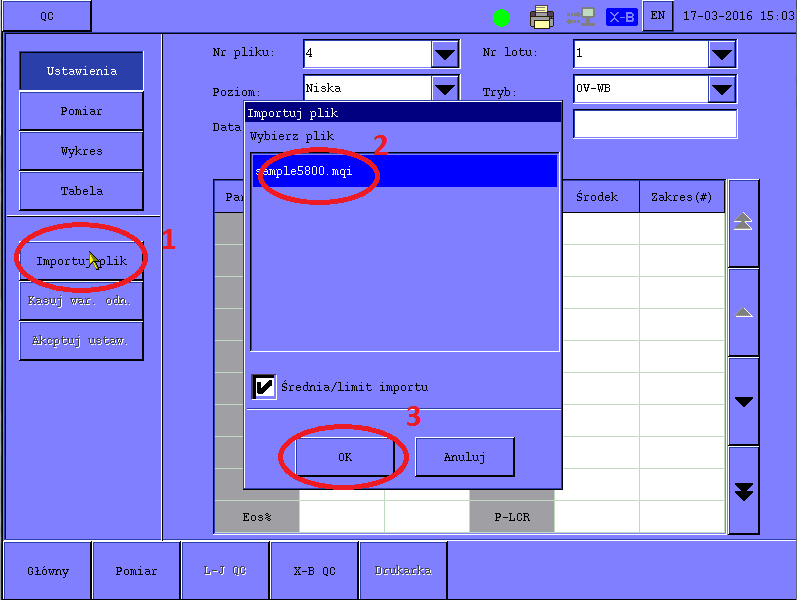 QC
X-B
EN
17-03-2016 15:03
Ustawienia
Pomiar
Wykres
Tabela
Importuj plik
1
Kasuj war. odn.
Akcptuj ustaw.
Nr pliku:
4
Nr lotu:
1
Poziom:
Niska
Tryb:
OV-WB
Data
Importuj plik
Wybierz plik
2
sample5800.mqi
Średnia/limit importu
3
OK
Anuluj
Par
Środek
Zakres(#)
Eos%
P-LCR
Główny
Pomiar
L-J QC
X-B QC
Drukarka